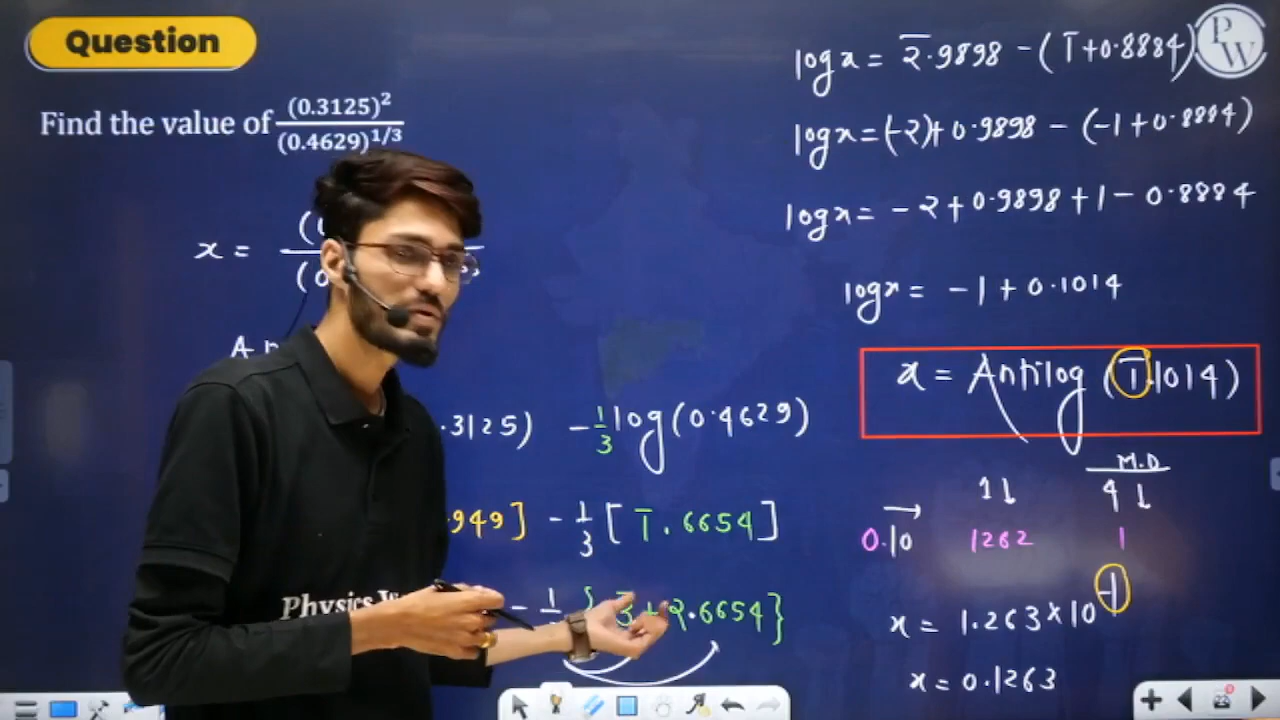 Question
Find the value of (0.3125)² / (0.4629)^1/3
x =
.3125) - 1/3 log(0.4629)
949] - 1/3 [ 1̅.6654]
3̅ + 2.6654}
PW
log x = 2̅.9898 - (1̅+0.8884)
log x = (-2)+0.9898 - (-1+0.8884)
log x = -2+0.9898+1-0.8884
log x = -1+0.1014
x = Antilog (1̅.1014)
M.D
1↓ 4↓
0.10 1262 1
x = 1.263×10^-1
x = 0.1263
Physics W